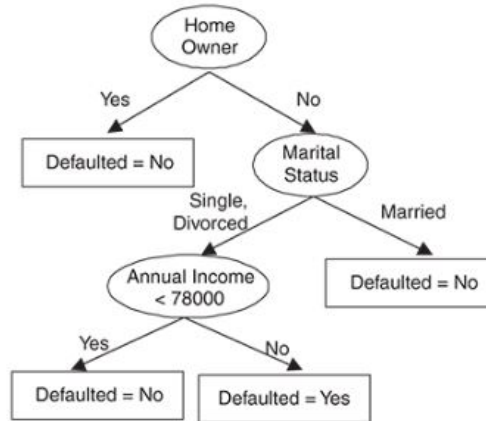 Home
Owner
Yes
No
Defaulted = No
Marital
Status
Single,
Divorced
Married
Annual Income
< 78000
Defaulted = No
Yes
No
Defaulted = No
Defaulted = Yes